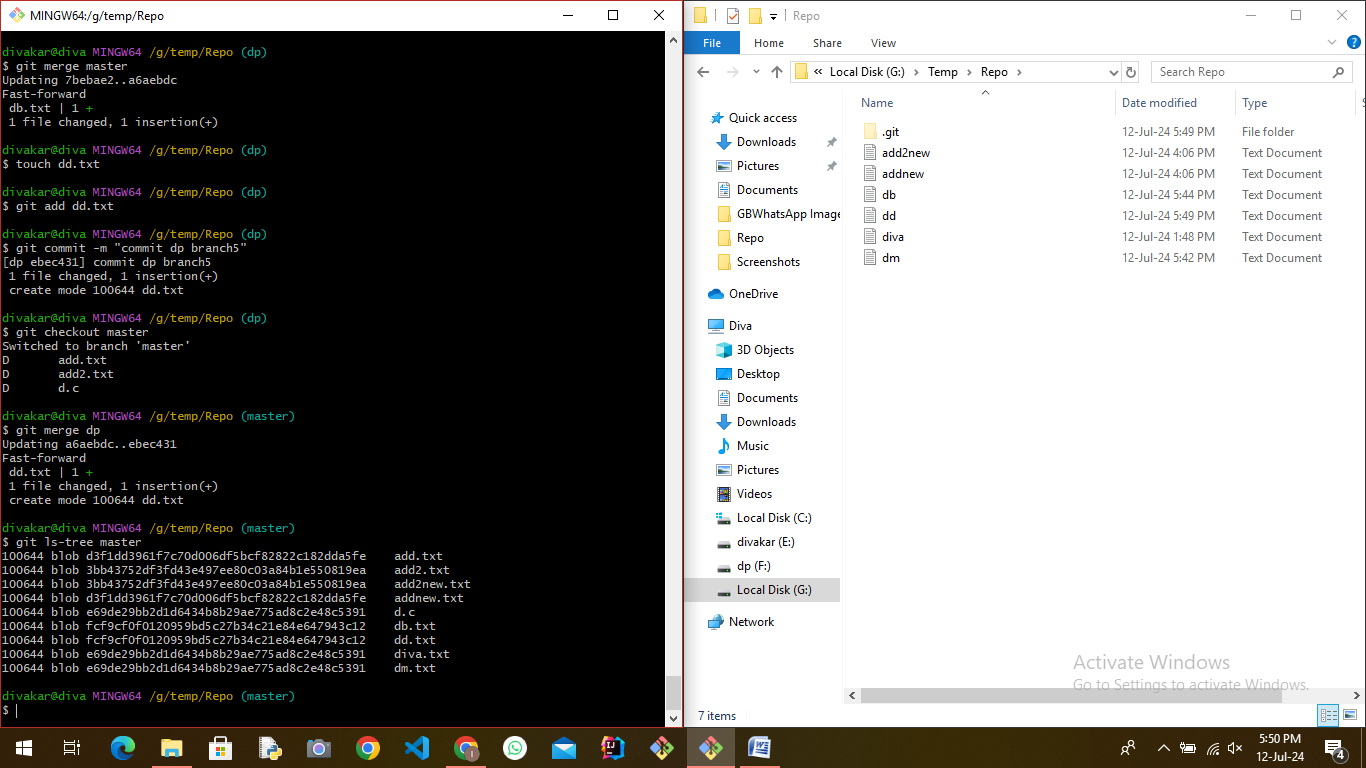 MINGW64:/g/temp/Repo
divakar@diva MINGW64 /g/temp/Repo (dp)
$ git merge master
Updating 7bebae2..a6aebdc
Fast-forward
 db.txt | 1 +
 1 file changed, 1 insertion(+)
divakar@diva MINGW64 /g/temp/Repo (dp)
$ touch dd.txt
divakar@diva MINGW64 /g/temp/Repo (dp)
$ git add dd.txt
divakar@diva MINGW64 /g/temp/Repo (dp)
$ git commit -m "commit dp branch5"
[dp ebec431] commit dp branch5
 1 file changed, 1 insertion(+)
 create mode 100644 dd.txt
divakar@diva MINGW64 /g/temp/Repo (dp)
$ git checkout master
Switched to branch 'master'
D       add.txt
D       add2.txt
D       d.c
divakar@diva MINGW64 /g/temp/Repo (master)
$ git merge dp
Updating a6aebdc..ebec431
Fast-forward
 dd.txt | 1 +
 1 file changed, 1 insertion(+)
 create mode 100644 dd.txt
divakar@diva MINGW64 /g/temp/Repo (master)
$ git ls-tree master
100644 blob d3f1dd3961f7c70d006df5bcf82822c182dda5fe    add.txt
100644 blob 3bb43752df3fd43e497ee80c03a84b1e550819ea    add2.txt
100644 blob 3bb43752df3fd43e497ee80c03a84b1e550819ea    add2new.txt
100644 blob d3f1dd3961f7c70d006df5bcf82822c182dda5fe    addnew.txt
100644 blob e69de29bb2d1d6434b8b29ae775ad8c2e48c5391    d.c
100644 blob fcf9cf0f0120959bd5c27b34c21e84e647943c12    db.txt
100644 blob fcf9cf0f0120959bd5c27b34c21e84e647943c12    dd.txt
100644 blob e69de29bb2d1d6434b8b29ae775ad8c2e48c5391    diva.txt
100644 blob e69de29bb2d1d6434b8b29ae775ad8c2e48c5391    dm.txt
divakar@diva MINGW64 /g/temp/Repo (master)
$
Repo
File Home Share View
« Local Disk (G:) > Temp > Repo >
Search Repo
Quick access
Downloads
Pictures
Documents
GBWhatsApp Image
Repo
Screenshots
OneDrive
Diva
3D Objects
Desktop
Documents
Downloads
Music
Pictures
Videos
Local Disk (C:)
divakar (E:)
dp (F:)
Local Disk (G:)
Network
Name Date modified Type S
.git 12-Jul-24 5:49 PM File folder
add2new 12-Jul-24 4:06 PM Text Document
addnew 12-Jul-24 4:06 PM Text Document
db 12-Jul-24 5:44 PM Text Document
dd 12-Jul-24 5:49 PM Text Document
diva 12-Jul-24 1:48 PM Text Document
dm 12-Jul-24 5:42 PM Text Document
Activate Windows
Go to Settings to activate Windows.
7 items
5:50 PM
12-Jul-24
4